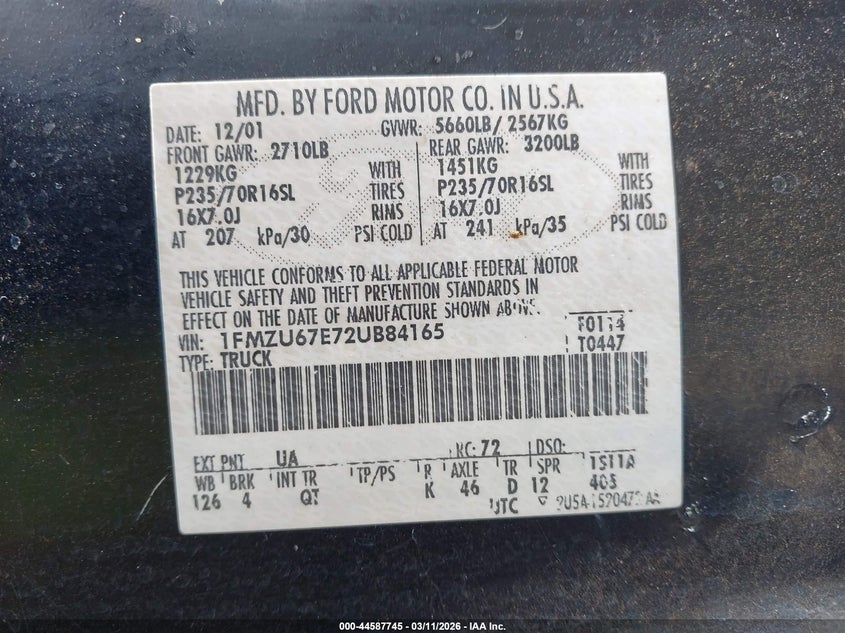 MFD. BY FORD MOTOR CO. IN U.S.A.
DATE: 12/01 GVWR: 5660LB/ 2567KG
FRONT GAWR: 2710LB REAR GAWR: 3200LB
1229KG WITH 1451KG WITH
P235/70R16SL TIRES P235/70R16SL TIRES
16X7.0J RIMS 16X7.0J RIMS
AT 207 kPa/30 PSI COLD AT 241 kPa/35 PSI COLD
THIS VEHICLE CONFORMS TO ALL APPLICABLE FEDERAL MOTOR
VEHICLE SAFETY AND THEFT PREVENTION STANDARDS IN
EFFECT ON THE DATE OF MANUFACTURE SHOWN ABOVE.
VIN: 1FMZU67E72UB84165 F0114
TYPE: TRUCK T0447
EXT PNT UA RC: 72 DSO:
WB BRK INT TR TP/PS R AXLE TR SPR
126 4 QT K 46 D 12 405
UTC
000-44587745 - 03/11/2026 - IAA Inc.